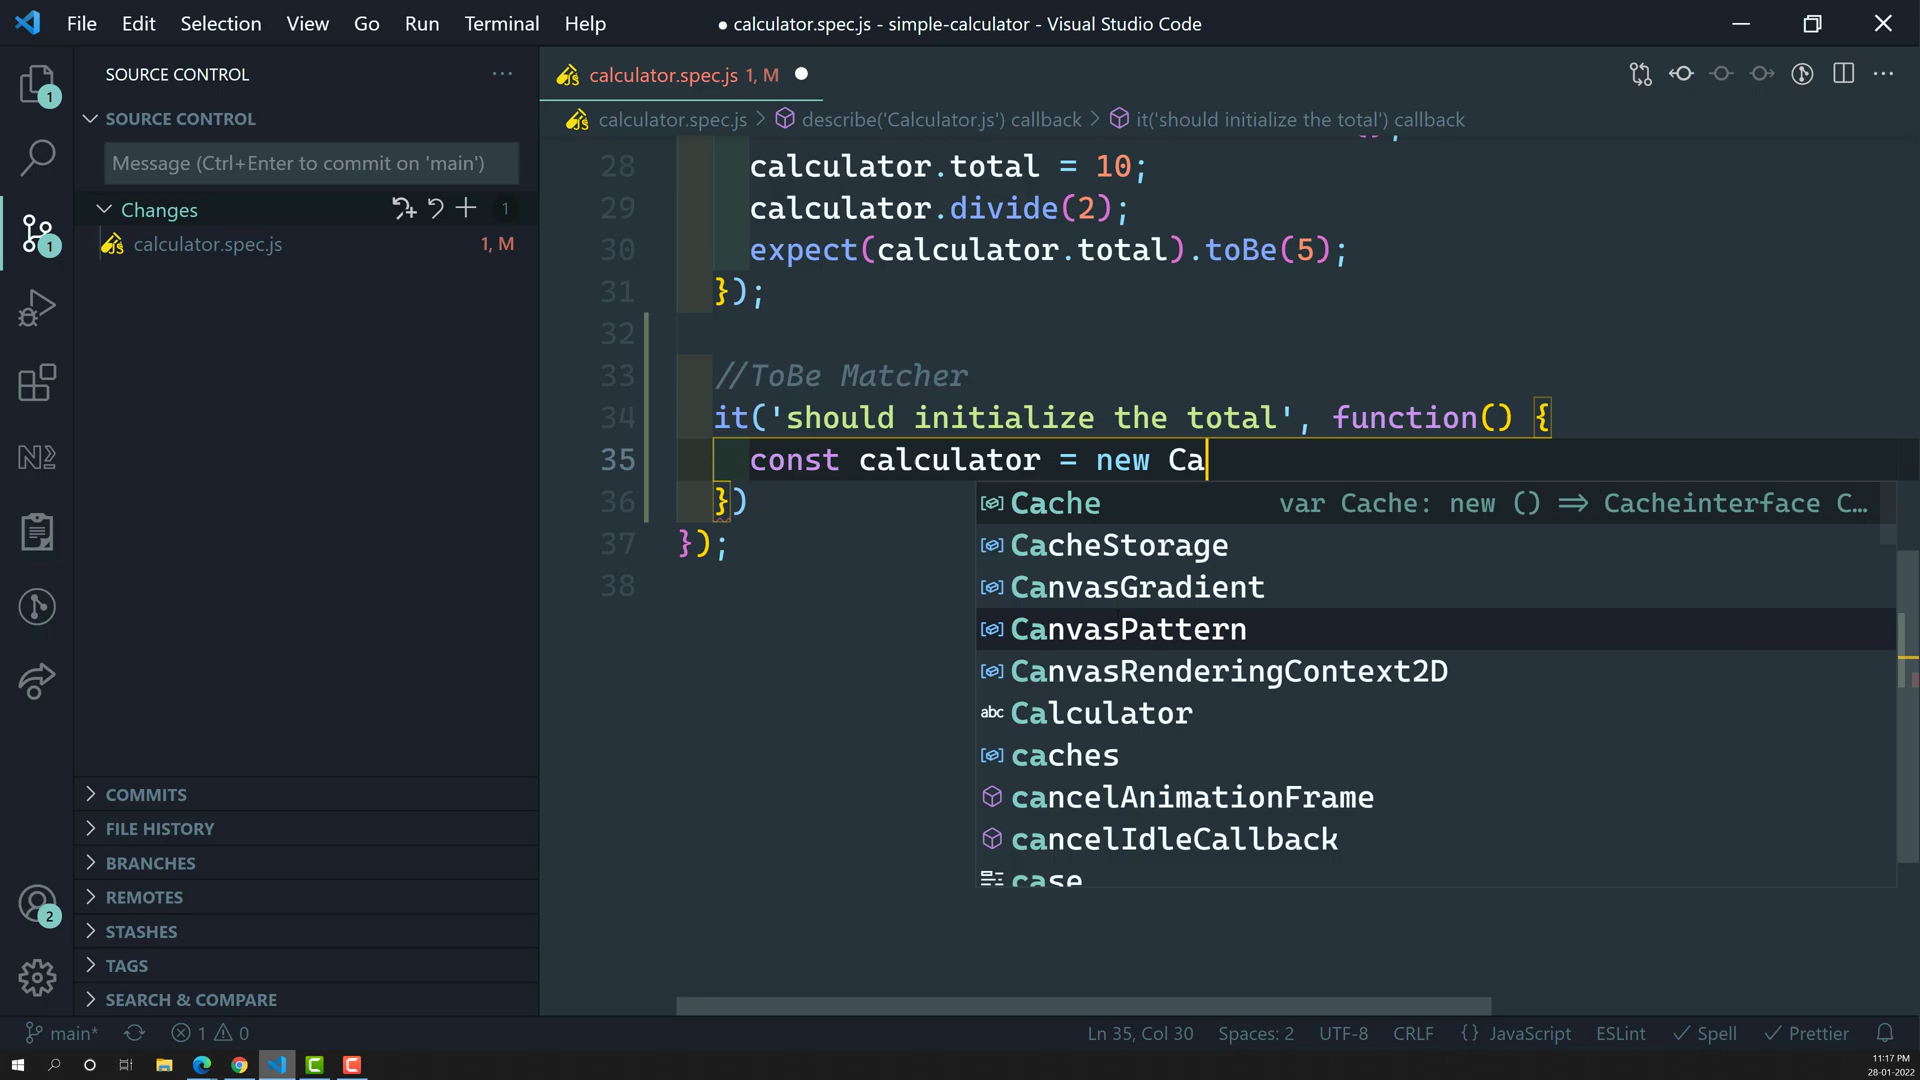 File Edit Selection View Go Run Terminal Help
● calculator.spec.js - simple-calculator - Visual Studio Code
SOURCE CONTROL
SOURCE CONTROL
Message (Ctrl+Enter to commit on 'main')
Changes 1
calculator.spec.js 1, M
COMMITS
FILE HISTORY
BRANCHES
REMOTES
STASHES
TAGS
SEARCH & COMPARE
1
1
2
calculator.spec.js 1, M
calculator.spec.js > describe('Calculator.js') callback > it('should initialize the total') callback
28 calculator.total = 10;
29 calculator.divide(2);
30 expect(calculator.total).toBe(5);
31 });
32
33 //ToBe Matcher
34 it('should initialize the total', function() {
35 const calculator = new Ca
36 })
37 });
38
Cache var Cache: new () => Cacheinterface C…
CacheStorage
CanvasGradient
CanvasPattern
CanvasRenderingContext2D
abc Calculator
caches
cancelAnimationFrame
cancelIdleCallback
case
main* 1 0 Ln 35, Col 30 Spaces: 2 UTF-8 CRLF {} JavaScript ESLint ✓ Spell ✓ Prettier
11:17 PM
28-01-2022